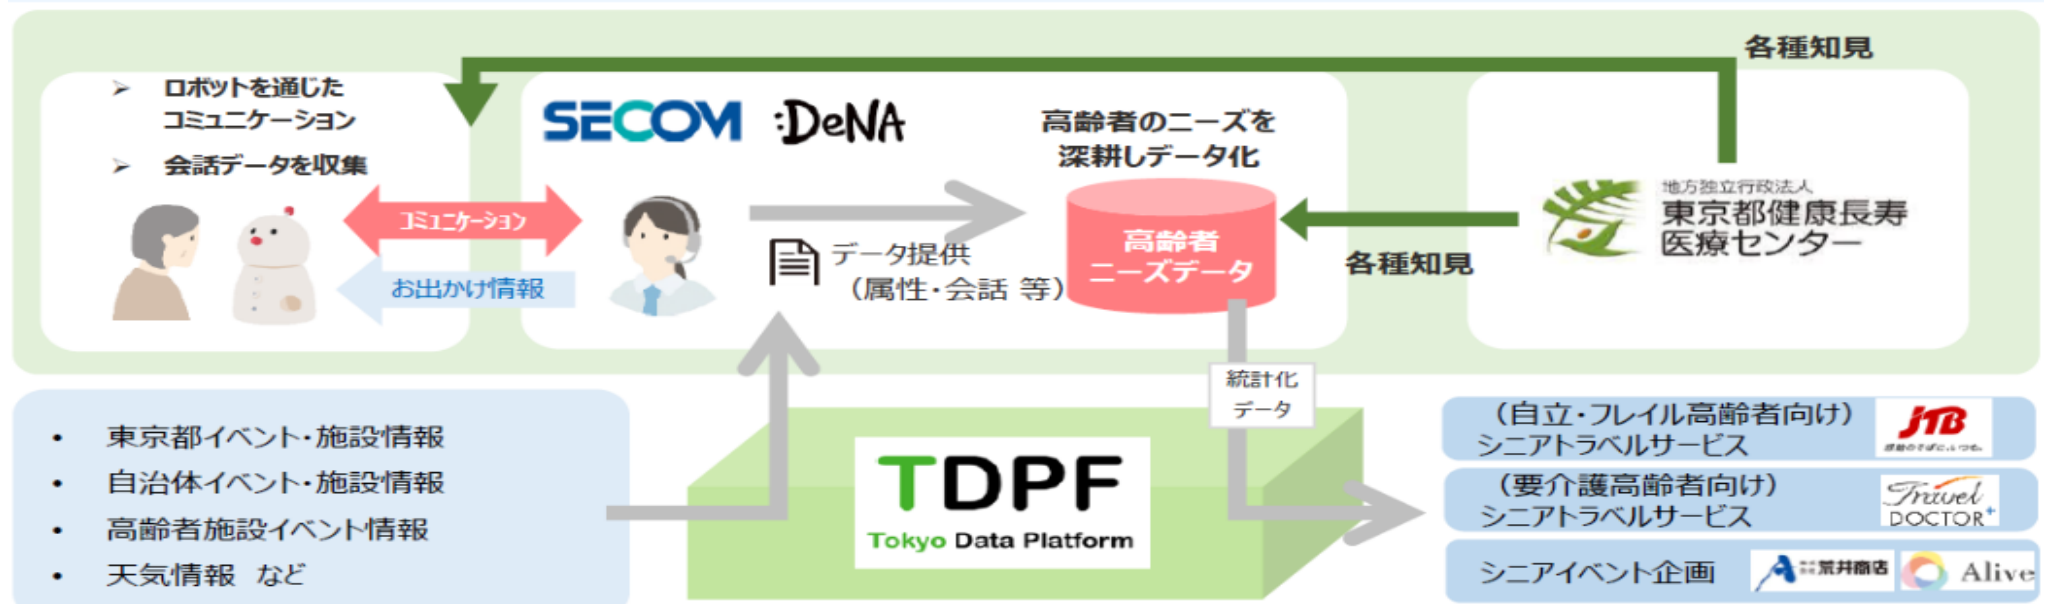 各種知見
➢ ロボットを通じた
コミュニケーション
➢ 会話データを収集
SECOM
:DeNA
高齢者のニーズを
深耕しデータ化
コミュニケーション
お出かけ情報
データ提供
（属性・会話 等）
高齢者
ニーズデータ
各種知見
地方独立行政法人
東京都健康長寿
医療センター
統計化
データ
• 東京都イベント・施設情報
• 自治体イベント・施設情報
• 高齢者施設イベント情報
• 天気情報 など
TDPF
Tokyo Data Platform
（自立・フレイル高齢者向け）
シニアトラベルサービス
JTB
感動のそばに、いつも。
（要介護高齢者向け）
シニアトラベルサービス
Travel
DOCTOR+
シニアイベント企画
荒井商店
Alive